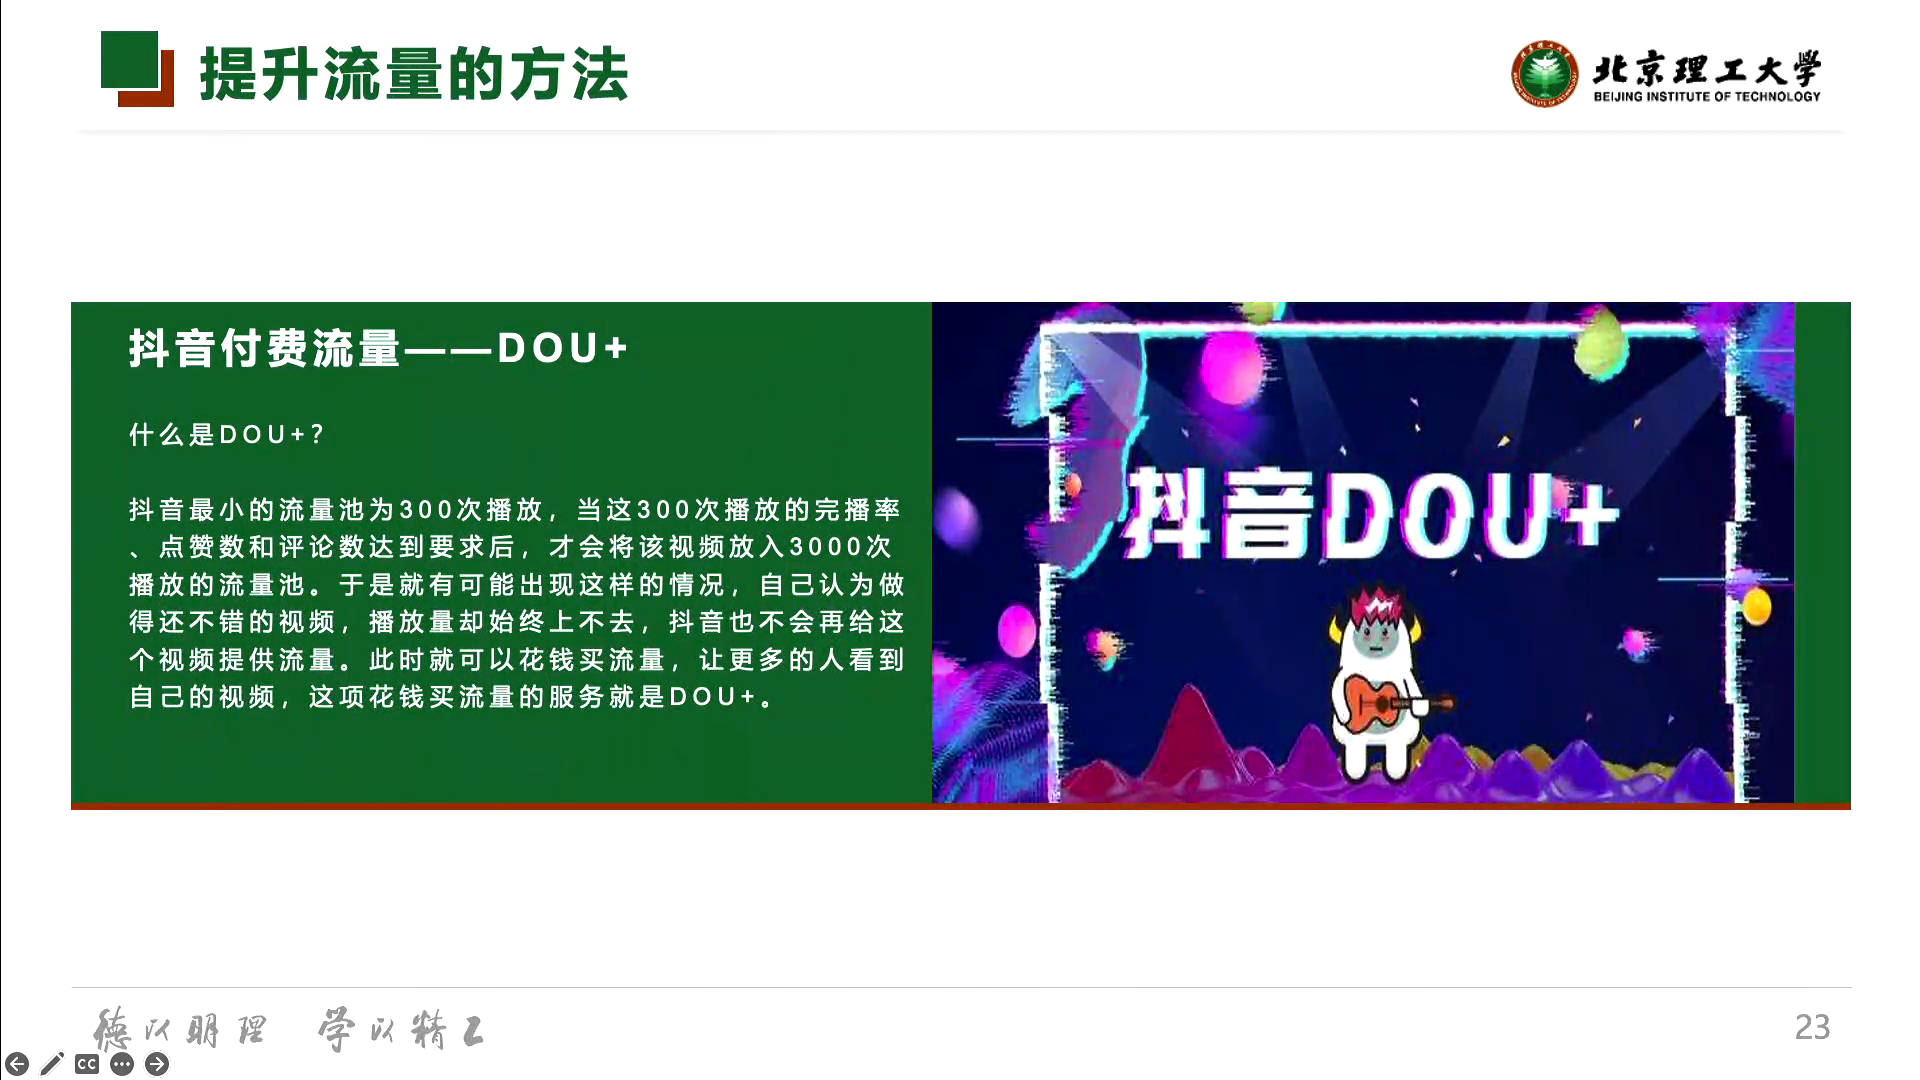 提升流量的方法
北京理工大学
BEIJING INSTITUTE OF TECHNOLOGY
抖音付费流量——DOU+
什么是DOU+?
抖音最小的流量池为300次播放，当这300次播放的完播率
、点赞数和评论数达到要求后，才会将该视频放入3000次
播放的流量池。于是就有可能出现这样的情况，自己认为做
得还不错的视频，播放量却始终上不去，抖音也不会再给这
个视频提供流量。此时就可以花钱买流量，让更多的人看到
自己的视频，这项花钱买流量的服务就是DOU+。
抖音DOU+
德以明理 学以精工
23
CC